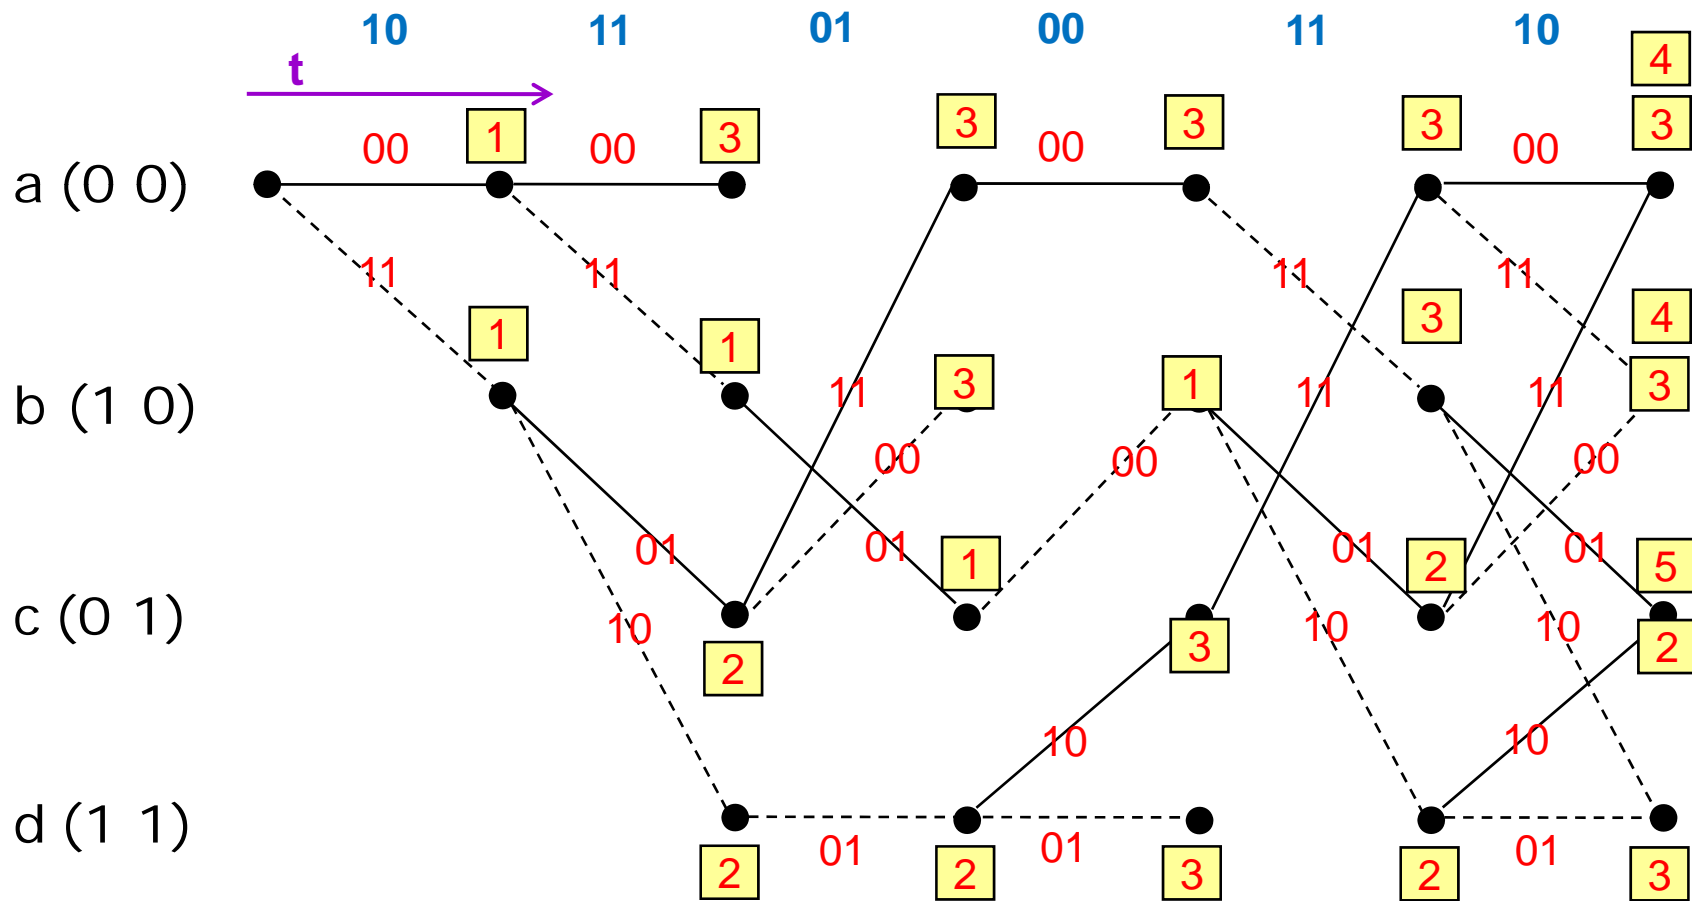 10 11 01 00 11 10
4
t
1 3 3 3 3 3
00 00 00 00
a (0 0)
11 11 11 11
1 1 3 4
3 1 3
b (1 0)
11 11 11
00 00 00
01 01 01 01
1 2 5
c (0 1)
10 10 10
2 3 2
10 10
d (1 1)
01 01 01
2 2 3 2 3